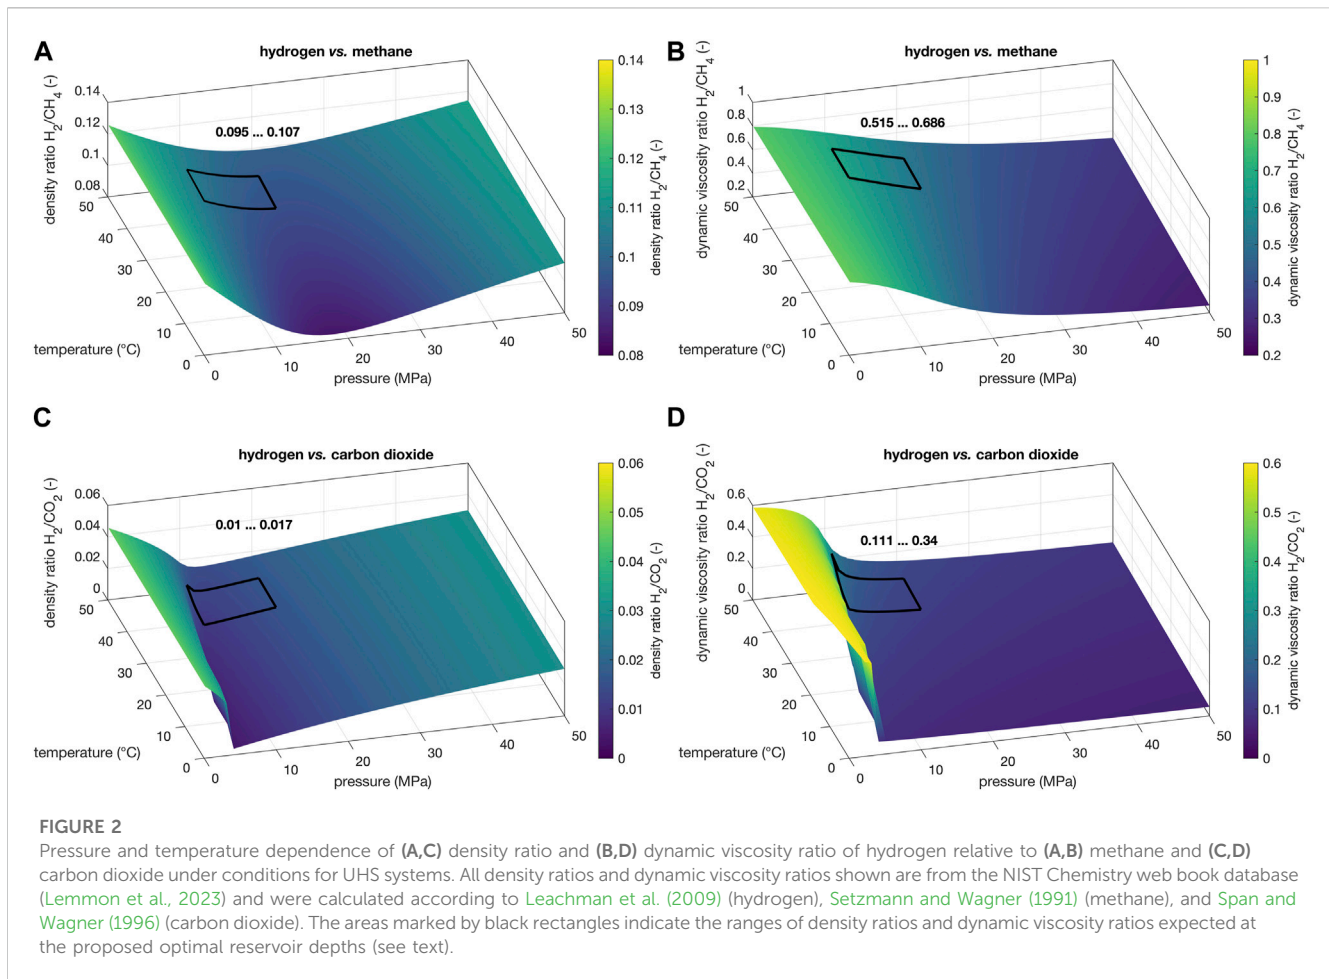 A
hydrogen vs. methane
density ratio H2/CH4 (-)
0.14
0.12
0.1
0.08
0.095 ... 0.107
50
40
30
20
10
0
temperature (°C)
0
10
20
30
40
50
pressure (MPa)
0.14
0.13
0.12
0.11
0.1
0.09
0.08
density ratio H2/CH4 (-)
B
hydrogen vs. methane
dynamic viscosity ratio H2/CH4 (-)
1
0.8
0.6
0.4
0.2
0.515 ... 0.686
50
40
30
20
10
0
temperature (°C)
0
10
20
30
40
50
pressure (MPa)
1
0.9
0.8
0.7
0.6
0.5
0.4
0.3
0.2
dynamic viscosity ratio H2/CH4 (-)
C
hydrogen vs. carbon dioxide
density ratio H2/CO2 (-)
0.06
0.04
0.02
0
0.01 ... 0.017
50
40
30
20
10
0
temperature (°C)
0
10
20
30
40
50
pressure (MPa)
0.06
0.05
0.04
0.03
0.02
0.01
0
density ratio H2/CO2 (-)
D
hydrogen vs. carbon dioxide
dynamic viscosity ratio H2/CO2 (-)
0.6
0.4
0.2
0
0.111 ... 0.34
50
40
30
20
10
0
temperature (°C)
0
10
20
30
40
50
pressure (MPa)
0.6
0.5
0.4
0.3
0.2
0.1
0
dynamic viscosity ratio H2/CO2 (-)
FIGURE 2
Pressure and temperature dependence of (A,C) density ratio and (B,D) dynamic viscosity ratio of hydrogen relative to (A,B) methane and (C,D)
carbon dioxide under conditions for UHS systems. All density ratios and dynamic viscosity ratios shown are from the NIST Chemistry web book database
(Lemmon et al., 2023) and were calculated according to Leachman et al. (2009) (hydrogen), Setzmann and Wagner (1991) (methane), and Span and
Wagner (1996) (carbon dioxide). The areas marked by black rectangles indicate the ranges of density ratios and dynamic viscosity ratios expected at
the proposed optimal reservoir depths (see text).